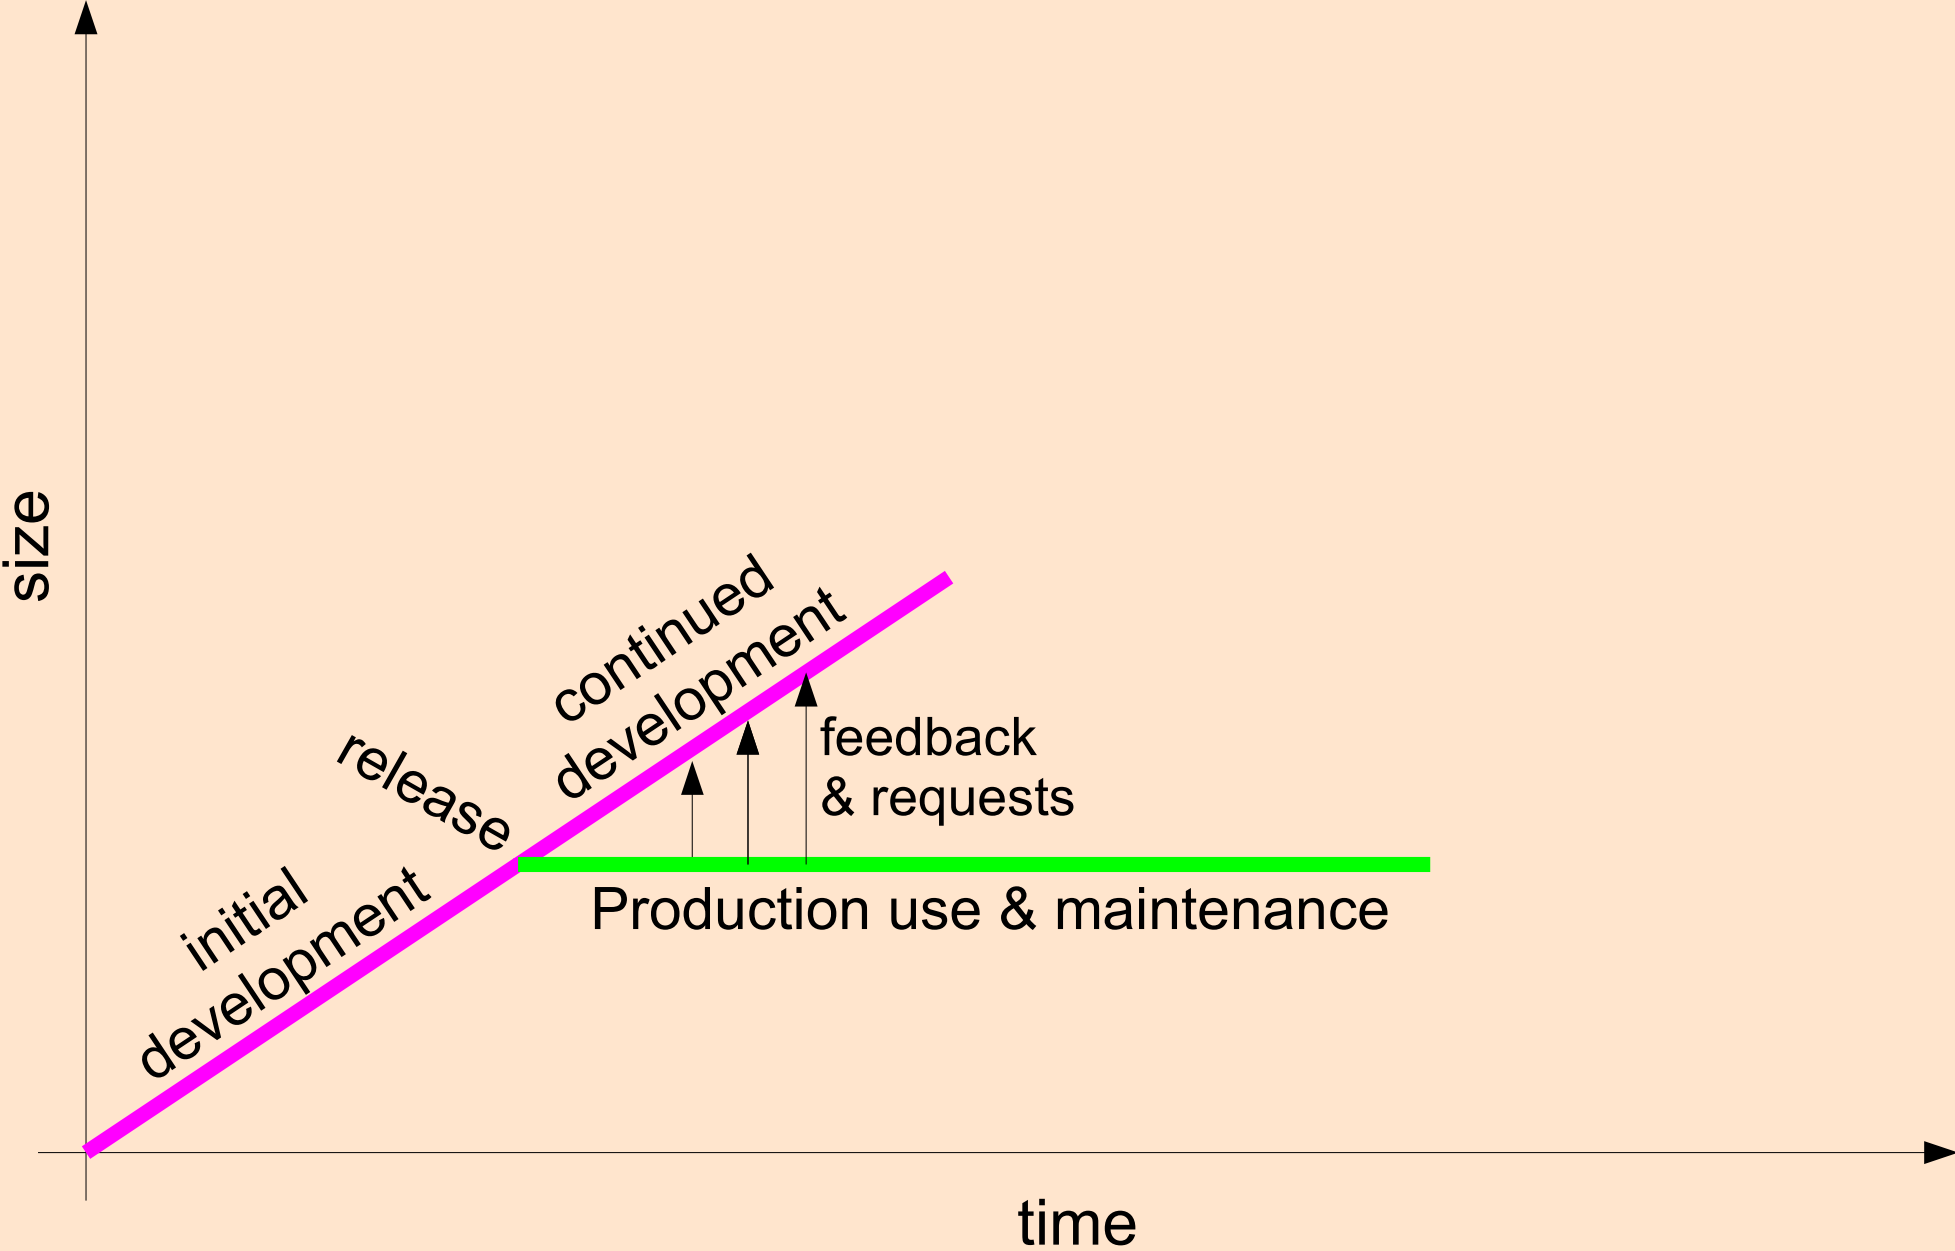 size
continued
development
release
feedback
& requests
initial
development
Production use & maintenance
time